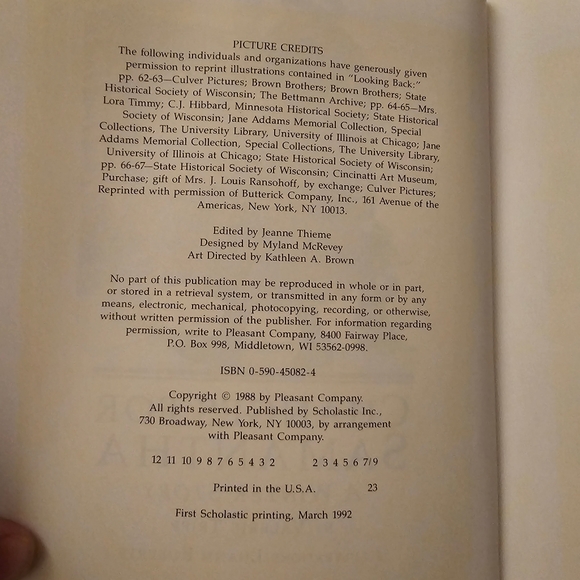 PICTURE CREDITS
The following individuals and organizations have generously given
permission to reprint illustrations contained in "Looking Back:"
pp. 62-63—Culver Pictures; Brown Brothers; Brown Brothers; State
Historical Society of Wisconsin; The Bettmann Archive; pp. 64-65—Mrs.
Lora Timmy; C.J. Hibbard, Minnesota Historical Society; State Historical
Society of Wisconsin; Jane Addams Memorial Collection, Special
Collections, The University Library, University of Illinois at Chicago; Jane
Addams Memorial Collection, Special Collections, The University Library,
University of Illinois at Chicago; State Historical Society of Wisconsin;
pp. 66-67—State Historical Society of Wisconsin; Cincinatti Art Museum,
Purchase; gift of Mrs. J. Louis Ransohoff, by exchange; Culver Pictures;
Reprinted with permission of Butterick Company, Inc., 161 Avenue of the
Americas, New York, NY 10013.
Edited by Jeanne Thieme
Designed by Myland McRevey
Art Directed by Kathleen A. Brown
No part of this publication may be reproduced in whole or in part,
or stored in a retrieval system, or transmitted in any form or by any
means, electronic, mechanical, photocopying, recording, or otherwise,
without written permission of the publisher. For information regarding
permission, write to Pleasant Company, 8400 Fairway Place,
P.O. Box 998, Middletown, WI 53562-0998.
ISBN 0-590-45082-4
Copyright © 1988 by Pleasant Company.
All rights reserved. Published by Scholastic Inc.,
730 Broadway, New York, NY 10003, by arrangement
with Pleasant Company.
12 11 10 9 8 7 6 5 4 3 2 2 3 4 5 6 7/9
Printed in the U.S.A. 23
First Scholastic printing, March 1992